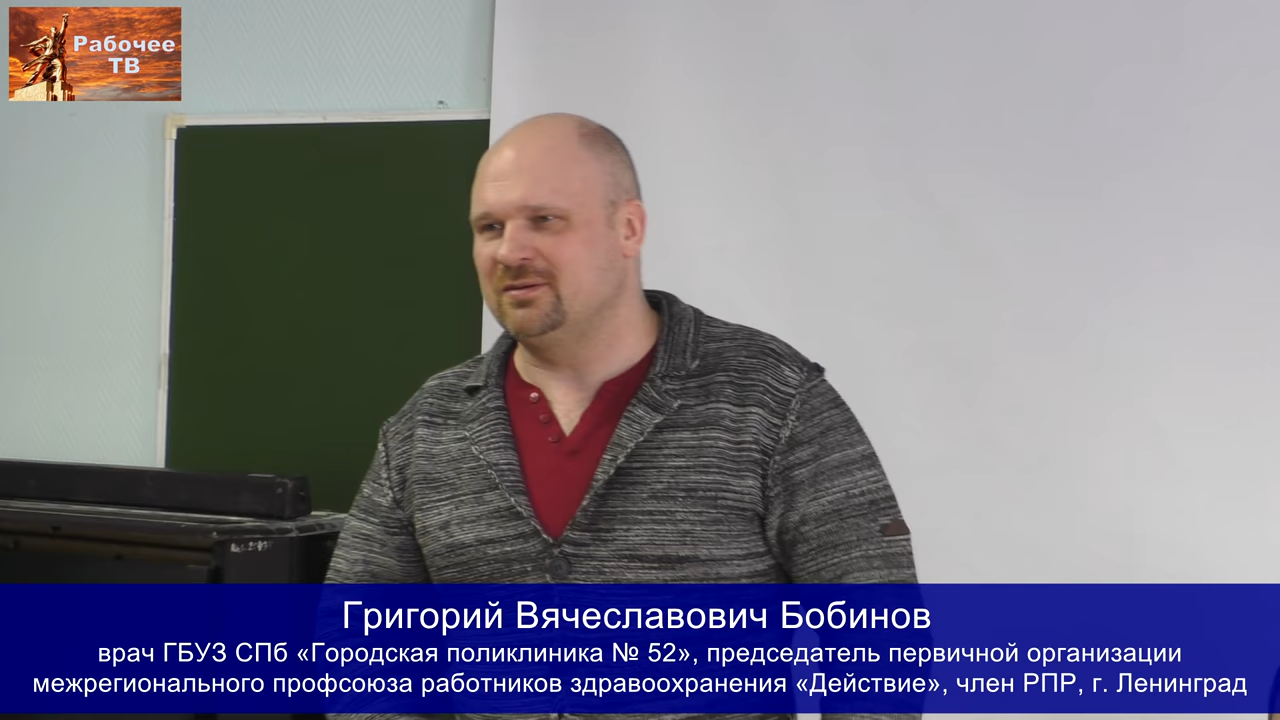 Рабочее
ТВ
Григорий Вячеславович Бобинов
врач ГБУЗ СПб «Городская поликлиника № 52», председатель первичной организации
межрегионального профсоюза работников здравоохранения «Действие», член РПР, г. Ленинград